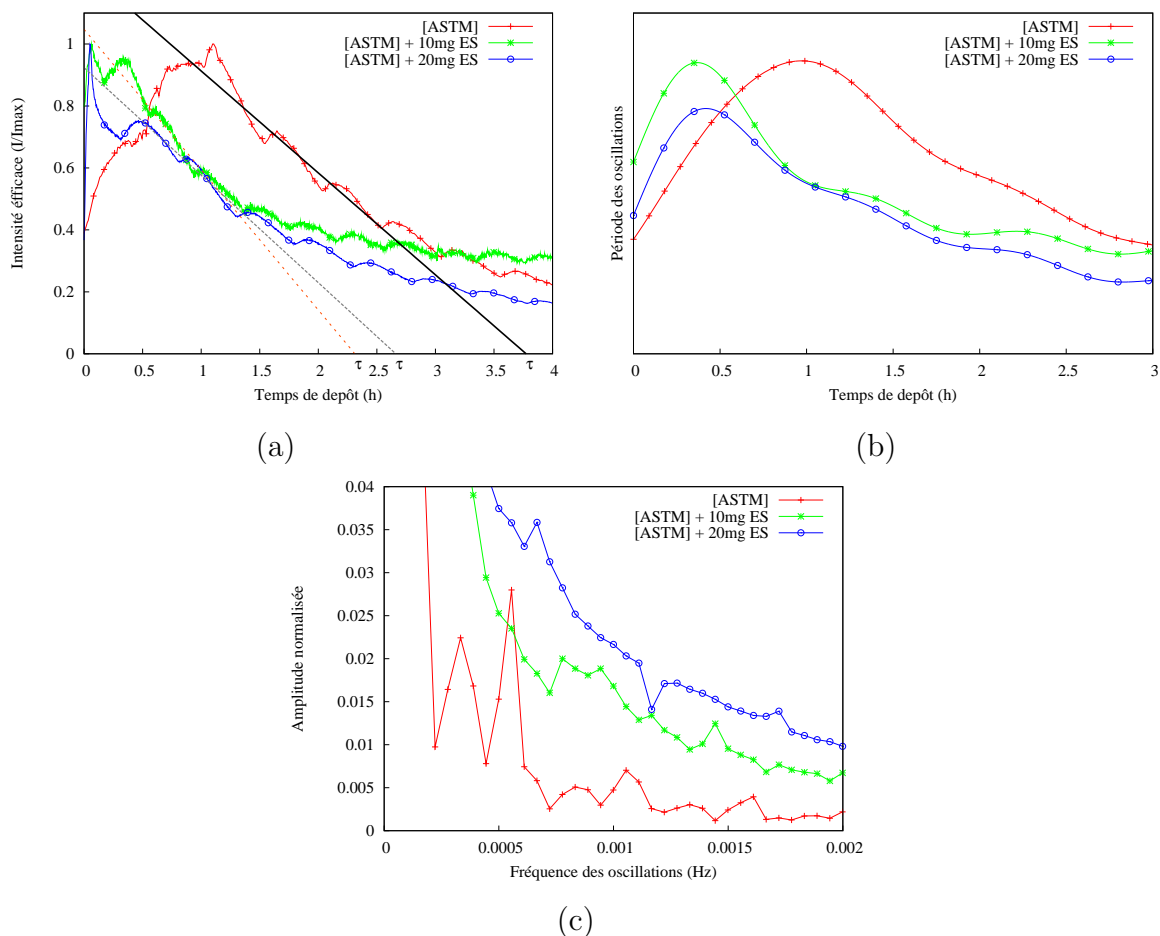 [ASTM]
[ASTM] + 10mg ES
[ASTM] + 20mg ES
Intensité éfficace (I/Imax)
1
0.8
0.6
0.4
0.2
0
τ τ τ
0 0.5 1 1.5 2 2.5 3 3.5 4
Temps de depôt (h)
(a)
[ASTM]
[ASTM] + 10mg ES
[ASTM] + 20mg ES
Période des oscillations
0 0.5 1 1.5 2 2.5 3
Temps de depôt (h)
(b)
[ASTM]
[ASTM] + 10mg ES
[ASTM] + 20mg ES
Amplitude normalisée
0.04
0.035
0.03
0.025
0.02
0.015
0.01
0.005
0
0 0.0005 0.001 0.0015 0.002
Fréquence des oscillations (Hz)
(c)